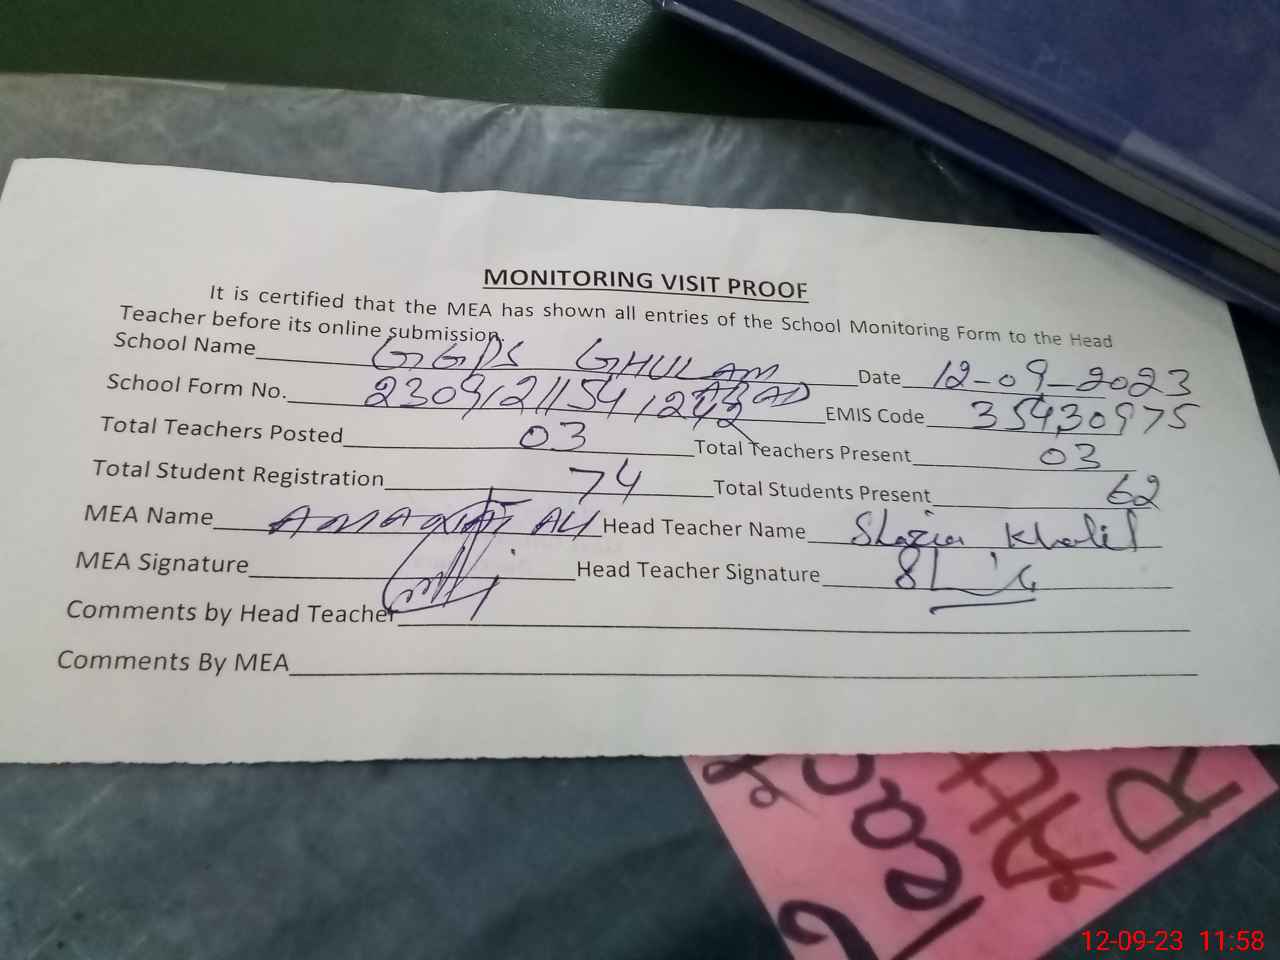 MONITORING VISIT PROOF
It is certified that the MEA has shown all entries of the School Monitoring Form to the Head
Teacher before its online submission.
School Name GGPS GHULAM ABAD Date 12-09-2023
School Form No. EMIS Code 35430975
Total Teachers Posted 03 Total Teachers Present 03
Total Student Registration 74 Total Students Present 62
MEA Name ALI Head Teacher Name Shazia Khalil
MEA Signature Head Teacher Signature
Comments by Head Teacher
Comments By MEA
12-09-23 11:58